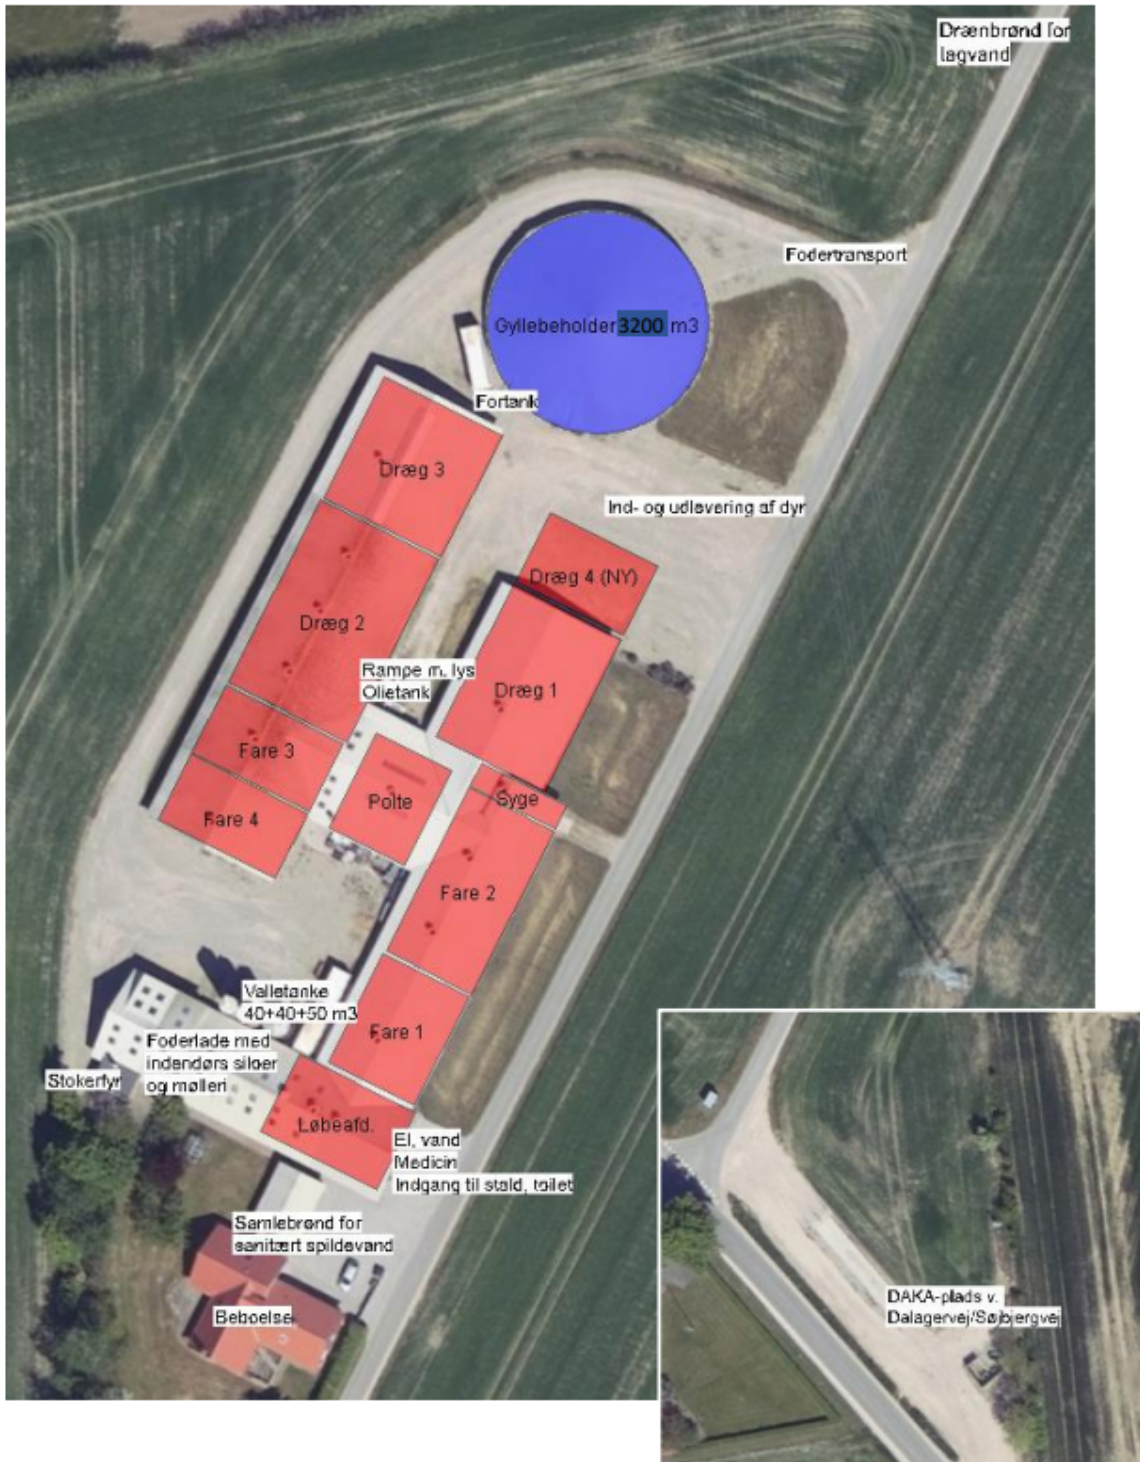 Drænbrønd for
tagvand
Fodertransport
Gyllebeholder 3200 m3
Fortank
Dræg 3
Ind- og udlevering af dyr
Dræg 4 (NY)
Dræg 2
Rampe m. lys
Olietank
Dræg 1
Fare 3
Polte
Syge
Fare 4
Fare 2
Valletanke
40+40+50 m3
Fare 1
Foderlade med
indendørs siloer
og mølleri
Stokerfyr
Løbeafd.
El, vand
Medicin
Indgang til stald, toilet
Samlebrønd for
sanitært spildevand
Beboelse
DAKA-plads v.
Dalagervej/Søjbjergvej